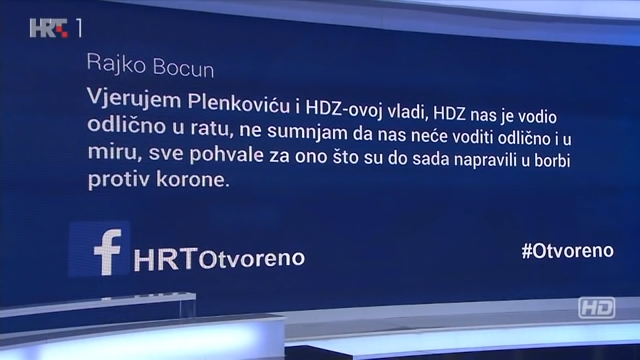 HRT 1
Rajko Bocun
Vjerujem Plenkoviću i HDZ-ovoj vladi, HDZ nas je vodio
odlično u ratu, ne sumnjam da nas neće voditi odlično i u
miru, sve pohvale za ono što su do sada napravili u borbi
protiv korone.
f HRTOtvoreno
#Otvoreno
HD